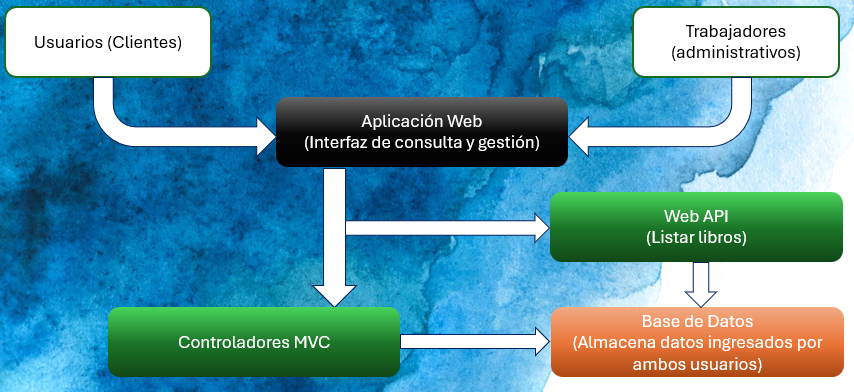 Usuarios (Clientes)
Trabajadores
(administrativos)
Aplicación Web
(Interfaz de consulta y gestión)
Web API
(Listar libros)
Controladores MVC
Base de Datos
(Almacena datos ingresados por
ambos usuarios)